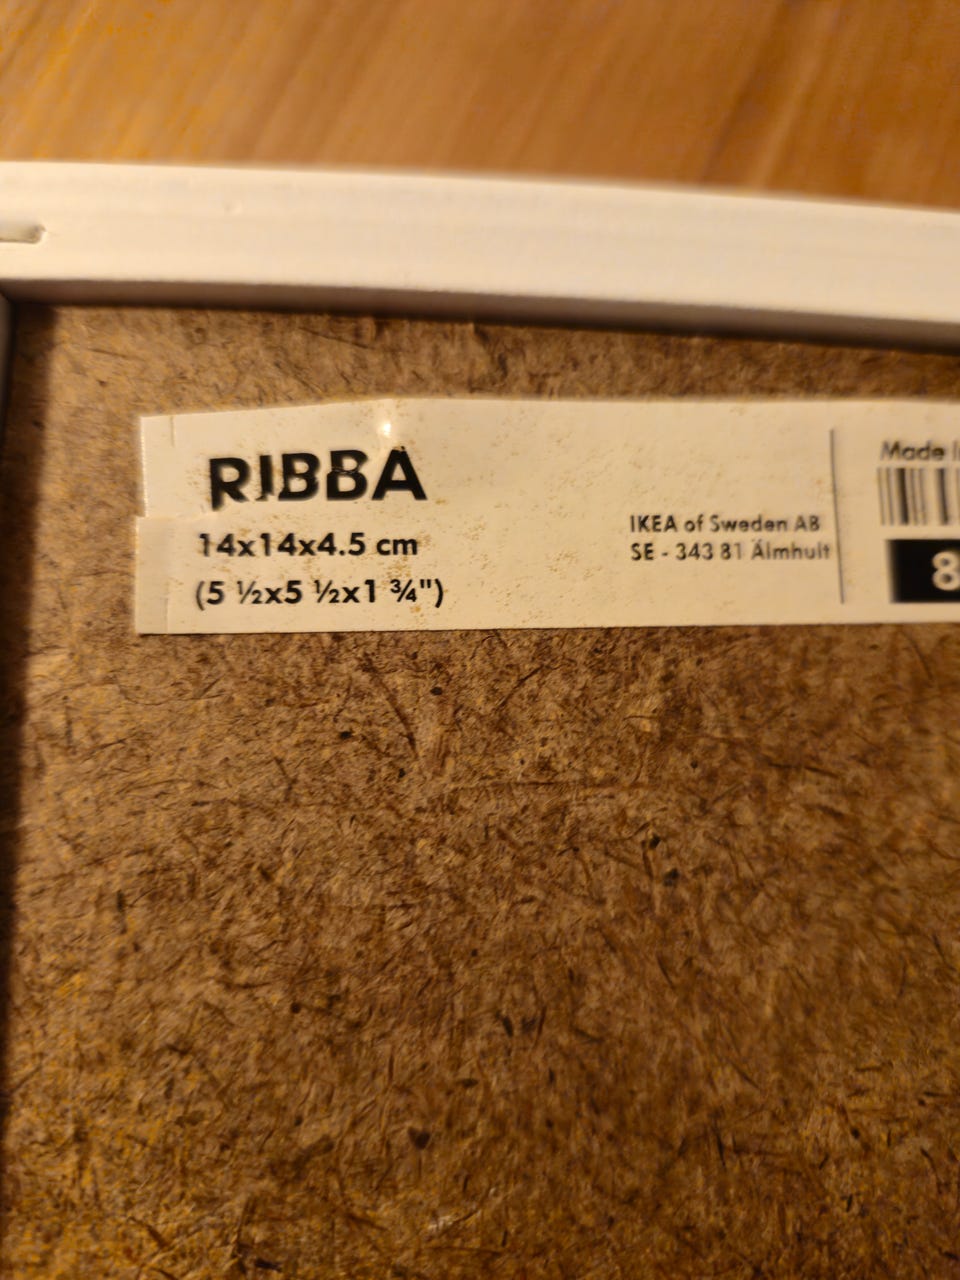 RIBBA
14x14x4.5 cm
(5 ½x5 ½x1 ¾")
IKEA of Sweden AB
SE - 343 81 Älmhult
Made
8